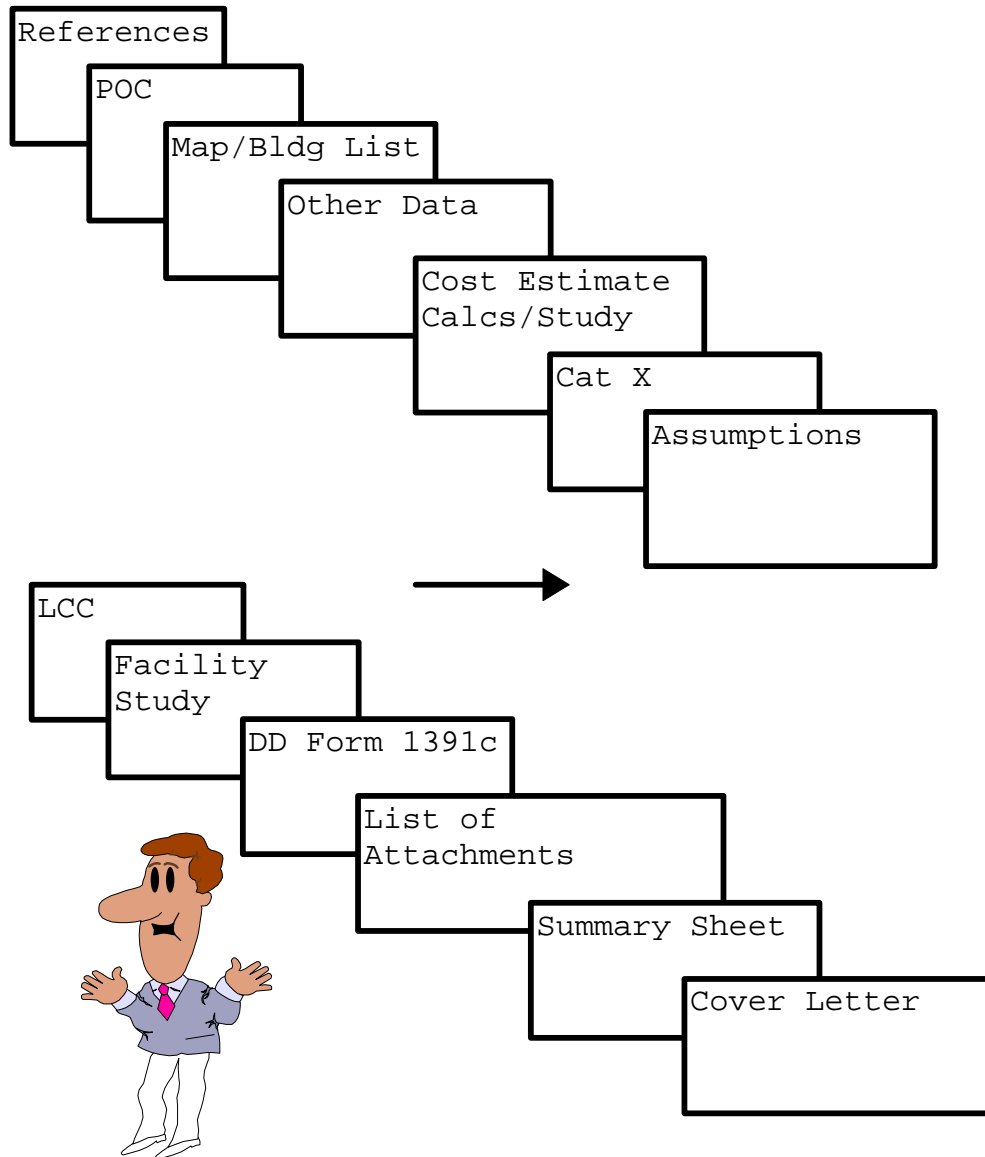 References
POC
Map/Bldg List
Other Data
Cost Estimate
Calcs/Study
Cat X
Assumptions
LCC
Facility
Study
DD Form 1391c
List of
Attachments
Summary Sheet
Cover Letter